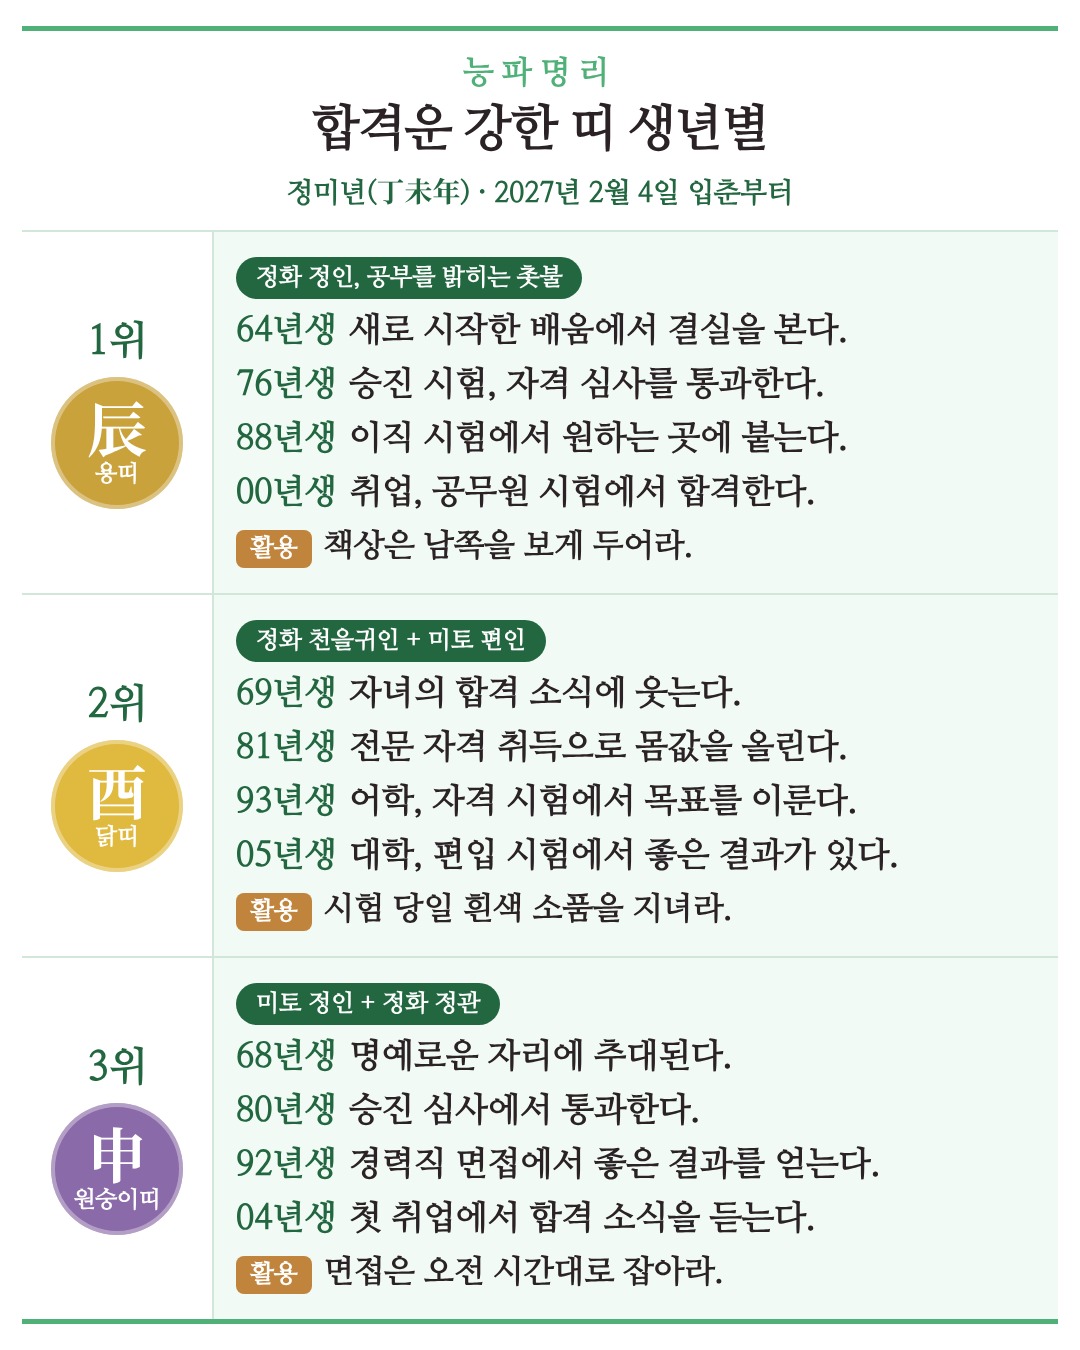 능파명리
합격운 강한 띠 생년별
정미년(丁未年) · 2027년 2월 4일 입춘부터
1위
辰
용띠
정화 정인, 공부를 밝히는 촛불
64년생 새로 시작한 배움에서 결실을 본다.
76년생 승진 시험, 자격 심사를 통과한다.
88년생 이직 시험에서 원하는 곳에 붙는다.
00년생 취업, 공무원 시험에서 합격한다.
활용 책상은 남쪽을 보게 두어라.
2위
酉
닭띠
정화 천을귀인 + 미토 편인
69년생 자녀의 합격 소식에 웃는다.
81년생 전문 자격 취득으로 몸값을 올린다.
93년생 어학, 자격 시험에서 목표를 이룬다.
05년생 대학, 편입 시험에서 좋은 결과가 있다.
활용 시험 당일 흰색 소품을 지녀라.
3위
申
원숭이띠
미토 정인 + 정화 정관
68년생 명예로운 자리에 추대된다.
80년생 승진 심사에서 통과한다.
92년생 경력직 면접에서 좋은 결과를 얻는다.
04년생 첫 취업에서 합격 소식을 듣는다.
활용 면접은 오전 시간대로 잡아라.